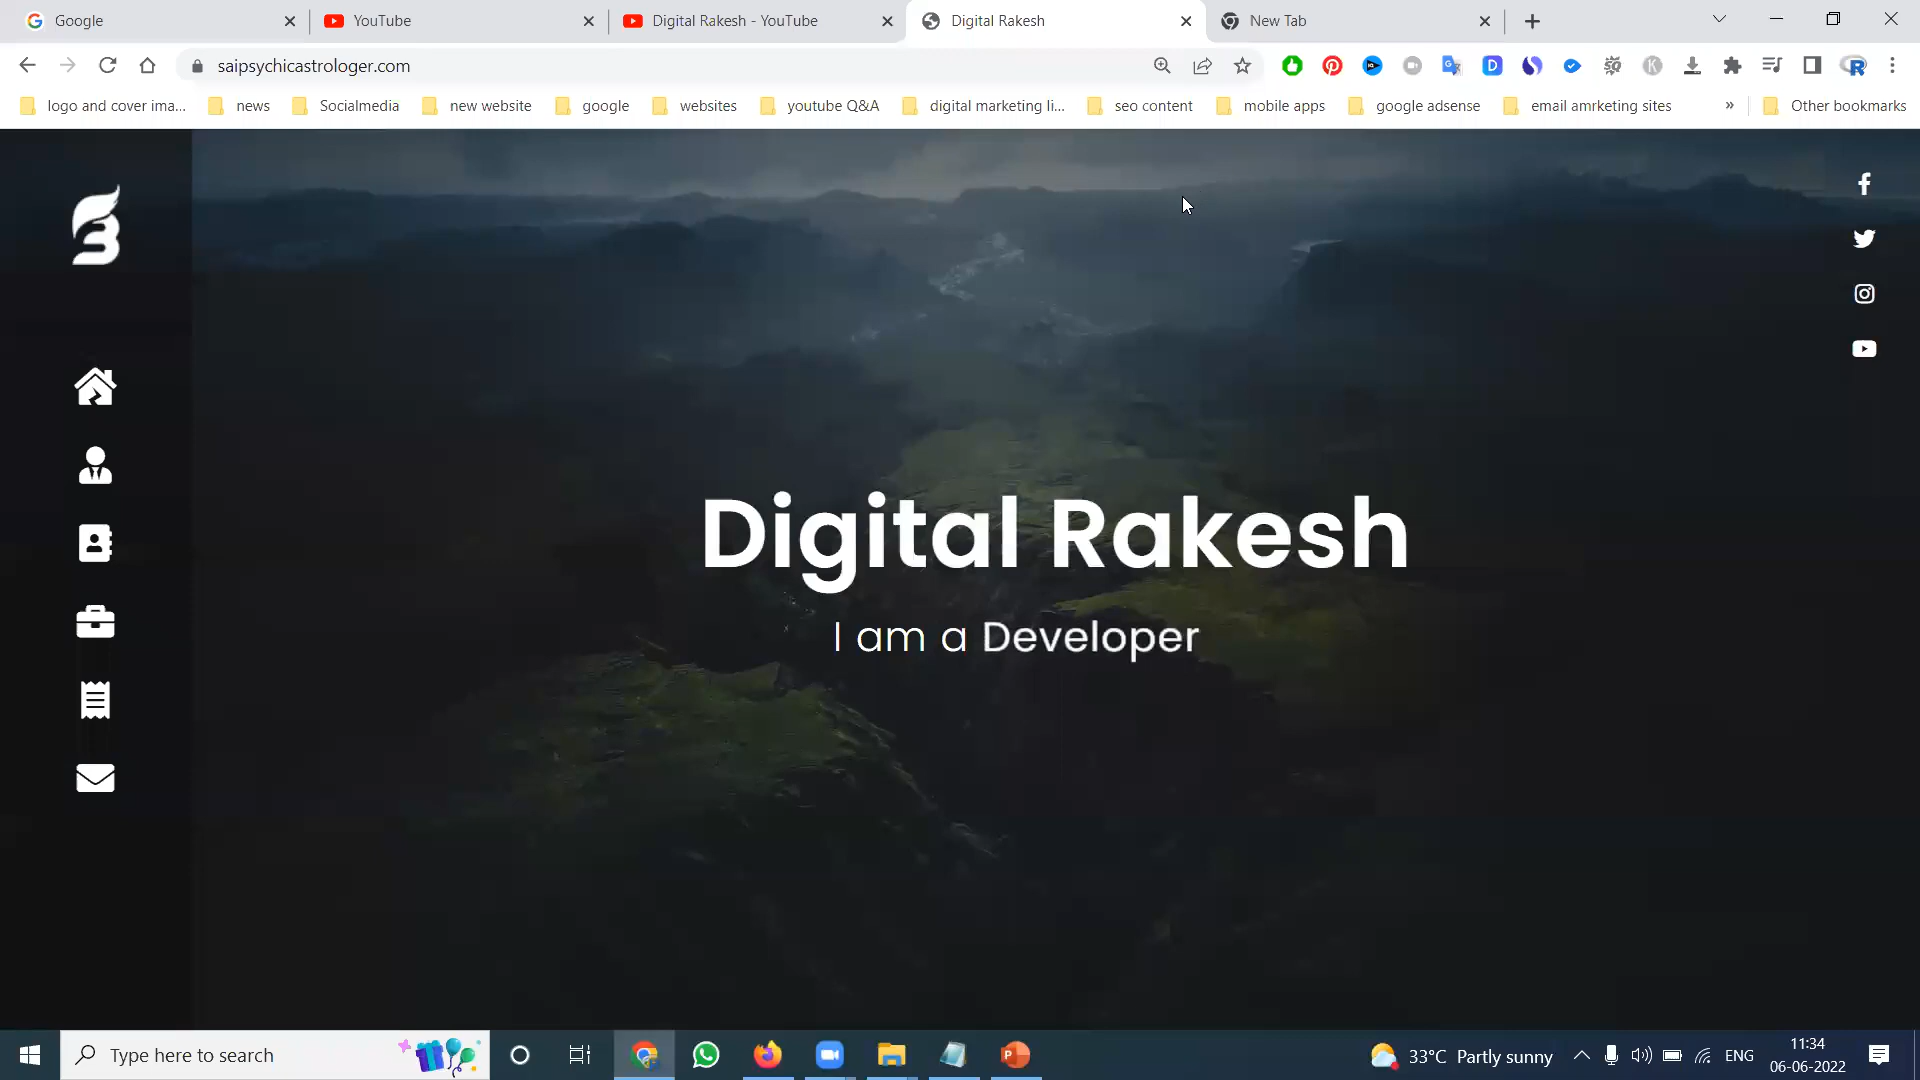 Google
YouTube
Digital Rakesh - YouTube
Digital Rakesh
New Tab
saipsychicastrologer.com
logo and cover ima...
news
Socialmedia
new website
google
websites
youtube Q&A
digital marketing li...
seo content
mobile apps
google adsense
email amrketing sites
»
Other bookmarks
Digital Rakesh
I am a Developer
Type here to search
33°C Partly sunny
ENG
11:34
06-06-2022